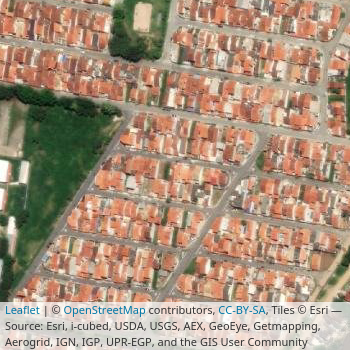 Leaflet | © OpenStreetMap contributors, CC-BY-SA, Tiles © Esri —
Source: Esri, i-cubed, USDA, USGS, AEX, GeoEye, Getmapping,
Aerogrid, IGN, IGP, UPR-EGP, and the GIS User Community